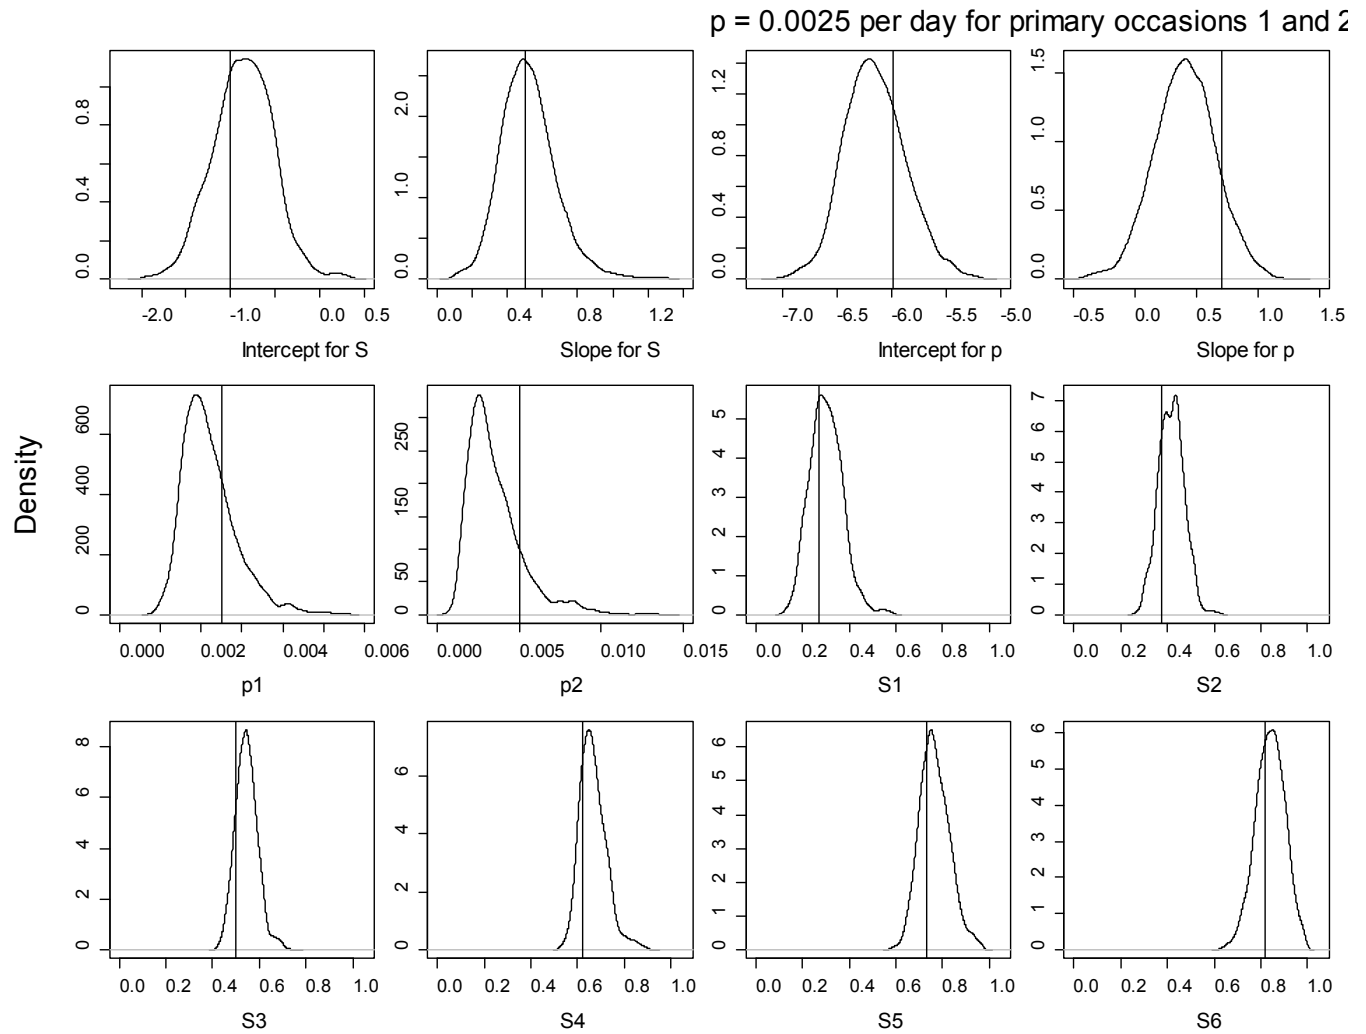 p = 0.0025 per day for primary occasions 1 and 2
Density
0.0 0.4 0.8
-2.0 -1.0 0.0 0.5
Intercept for S
0.0 1.0 2.0
0.0 0.4 0.8 1.2
Slope for S
0.0 0.4 0.8 1.2
-7.0 -6.5 -6.0 -5.5 -5.0
Intercept for p
0.0 0.5 1.0 1.5
-0.5 0.0 0.5 1.0 1.5
Slope for p
0 200 400 600
0.000 0.002 0.004 0.006
p1
0 50 150 250
0.000 0.005 0.010 0.015
p2
0 1 2 3 4 5
0.0 0.2 0.4 0.6 0.8 1.0
S1
0 1 2 3 4 5 6 7
0.0 0.2 0.4 0.6 0.8 1.0
S2
0 2 4 6 8
0.0 0.2 0.4 0.6 0.8 1.0
S3
0 2 4 6
0.0 0.2 0.4 0.6 0.8 1.0
S4
0 1 2 3 4 5 6
0.0 0.2 0.4 0.6 0.8 1.0
S5
0 1 2 3 4 5 6
0.0 0.2 0.4 0.6 0.8 1.0
S6